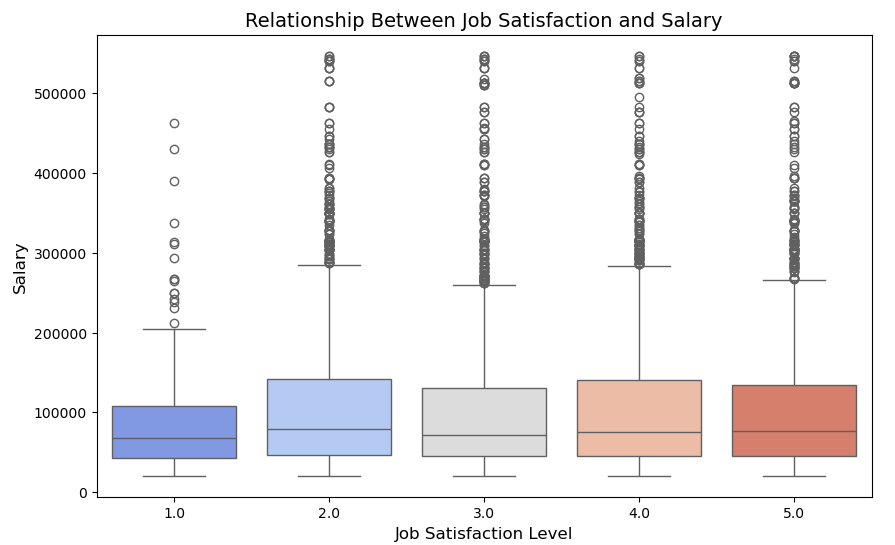 Relationship Between Job Satisfaction and Salary
Salary
500000
400000
300000
200000
100000
0
1.0 2.0 3.0 4.0 5.0
Job Satisfaction Level